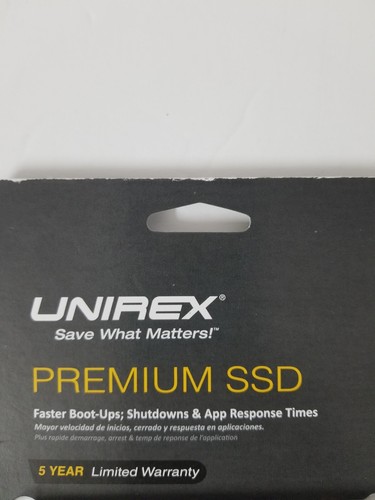 UNIREX®
Save What Matters!™
PREMIUM SSD
Faster Boot-Ups; Shutdowns & App Response Times
Mayor velocidad de inicios, cerrado y respuesta en aplicaciones.
Plus rapide demarrage, arrest & temp de reponse de l'application
5 YEAR Limited Warranty